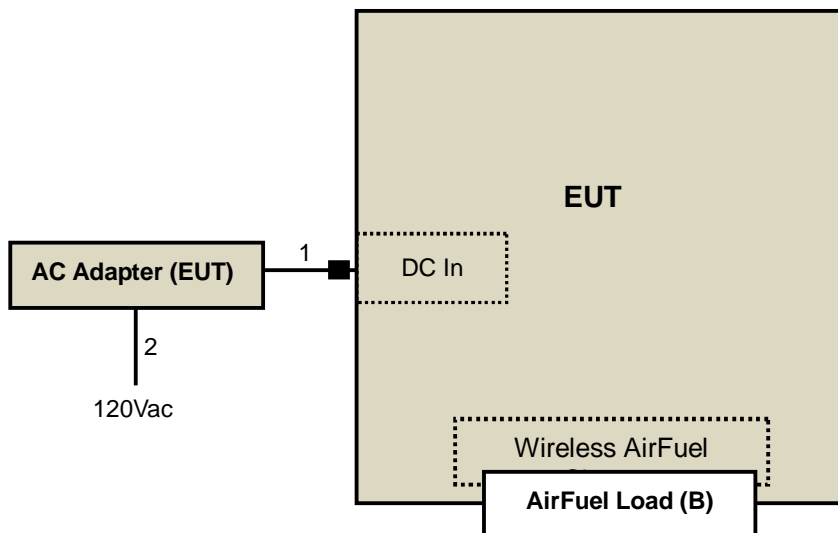 EUT
1
DC In
AC Adapter (EUT)
2
120Vac
Wireless AirFuel
AirFuel Load (B)